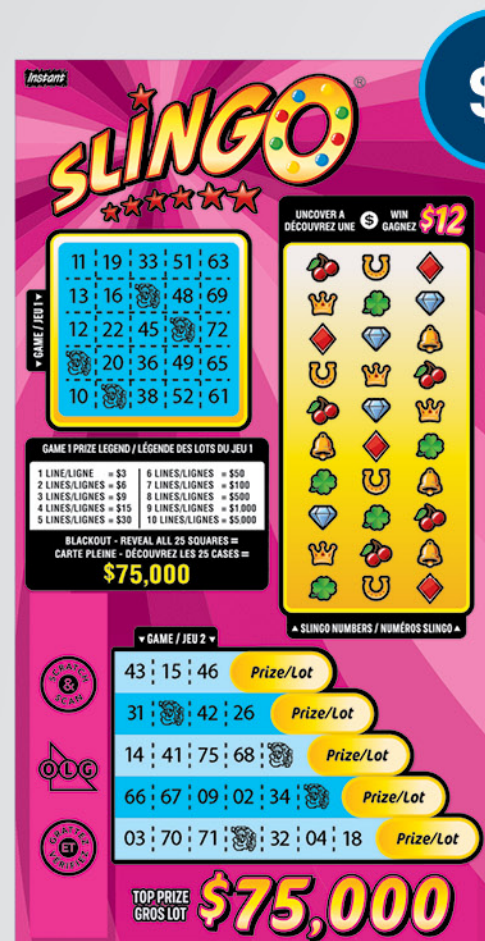 Instant
$
SLINGO®
UNCOVER A
DÉCOUVREZ UNE
$
WIN
GAGNEZ
$12
GAME / JEU 1
11 19 33 51 63
13 16 48 69
12 22 45 72
20 36 49 65
10 38 52 61
GAME 1 PRIZE LEGEND / LÉGENDE DES LOTS DU JEU 1
1 LINE/LIGNE = $3
2 LINES/LIGNES = $6
3 LINES/LIGNES = $9
4 LINES/LIGNES = $15
5 LINES/LIGNES = $30
6 LINES/LIGNES = $50
7 LINES/LIGNES = $100
8 LINES/LIGNES = $500
9 LINES/LIGNES = $1,000
10 LINES/LIGNES = $5,000
BLACKOUT - REVEAL ALL 25 SQUARES =
CARTE PLEINE - DÉCOUVREZ LES 25 CASES =
$75,000
SLINGO NUMBERS / NUMÉROS SLINGO
GAME / JEU 2
43 15 46 Prize/Lot
31 42 26 Prize/Lot
14 41 75 68 Prize/Lot
66 67 09 02 34 Prize/Lot
03 70 71 32 04 18 Prize/Lot
SCRATCH & SCAN
OLG
GRATTEZ ET VÉRIFIEZ
TOP PRIZE
GROS LOT
$75,000